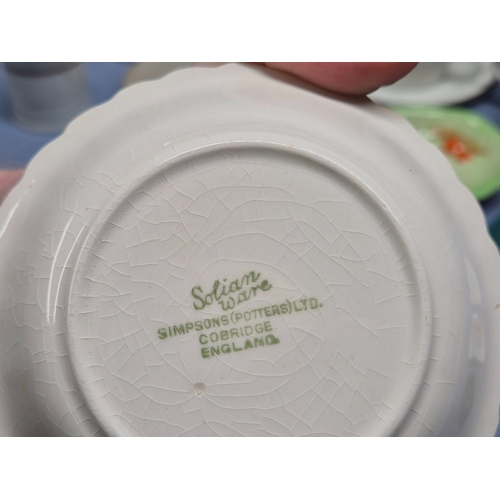 Solian
ware
SIMPSONS (POTTERS) LTD.
COBRIDGE
ENGLAND.